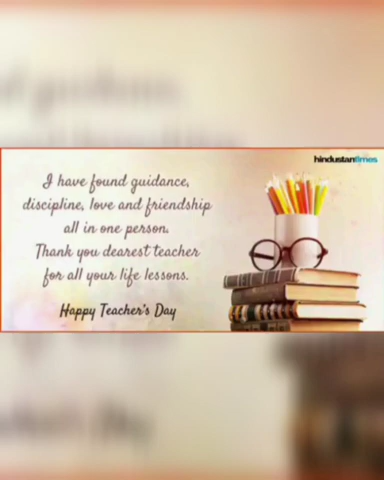 hindustantimes
I have found guidance,
discipline, love and friendship
all in one person.
Thank you dearest teacher
for all your life lessons.
Happy Teacher's Day